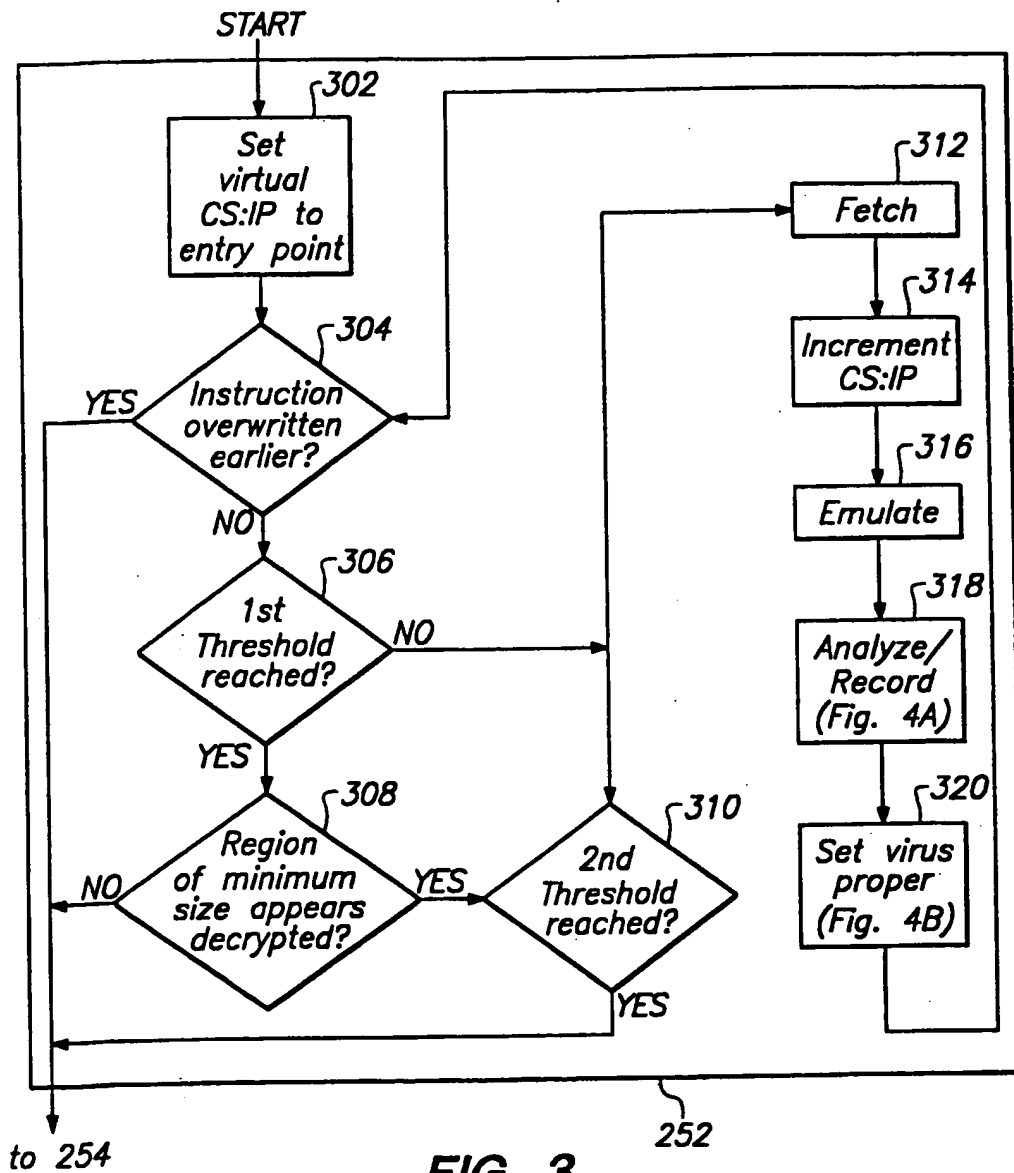 START
302
Set
virtual
CS:IP to
entry point
304
Instruction
overwritten
earlier?
YES
NO
306
1st
Threshold
reached?
NO
YES
308
Region
of minimum
size appears
decrypted?
NO
YES
310
2nd
Threshold
reached?
YES
312
Fetch
314
Increment
CS:IP
316
Emulate
318
Analyze/
Record
(Fig. 4A)
320
Set virus
proper
(Fig. 4B)
252
to 254
FIG. 3